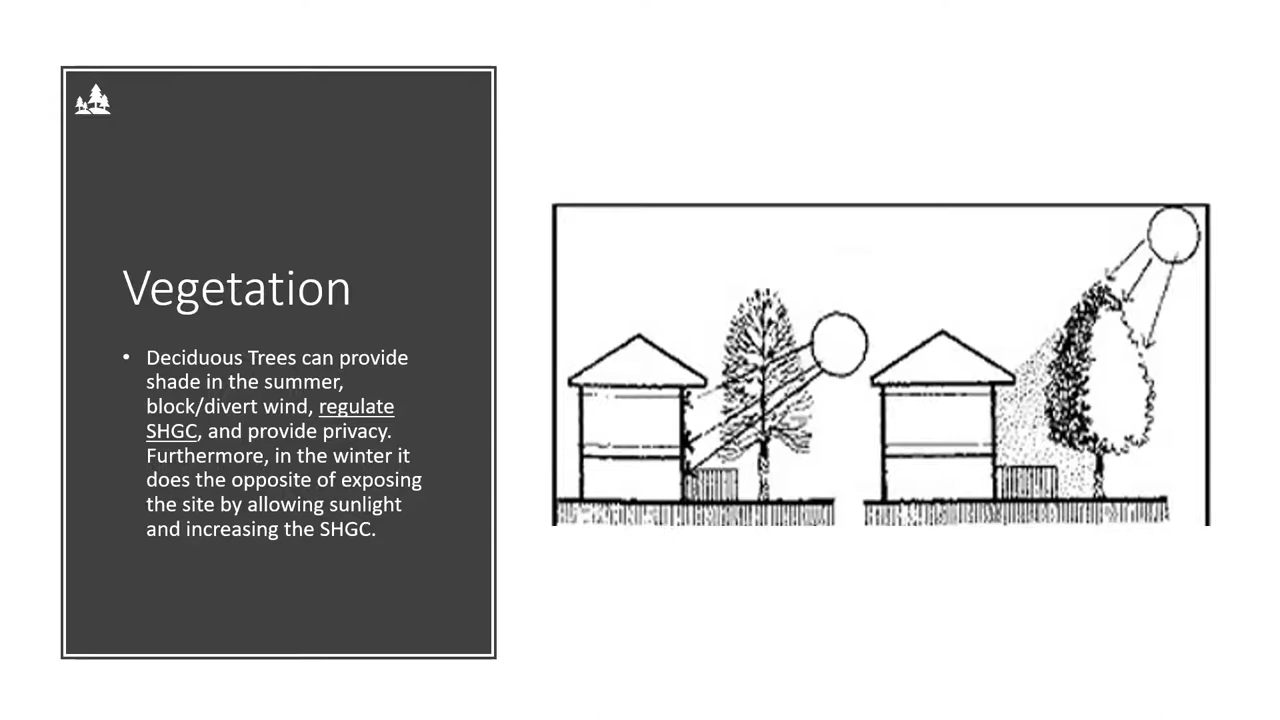 Vegetation
• Deciduous Trees can provide
shade in the summer,
block/divert wind, regulate
SHGC, and provide privacy.
Furthermore, in the winter it
does the opposite of exposing
the site by allowing sunlight
and increasing the SHGC.